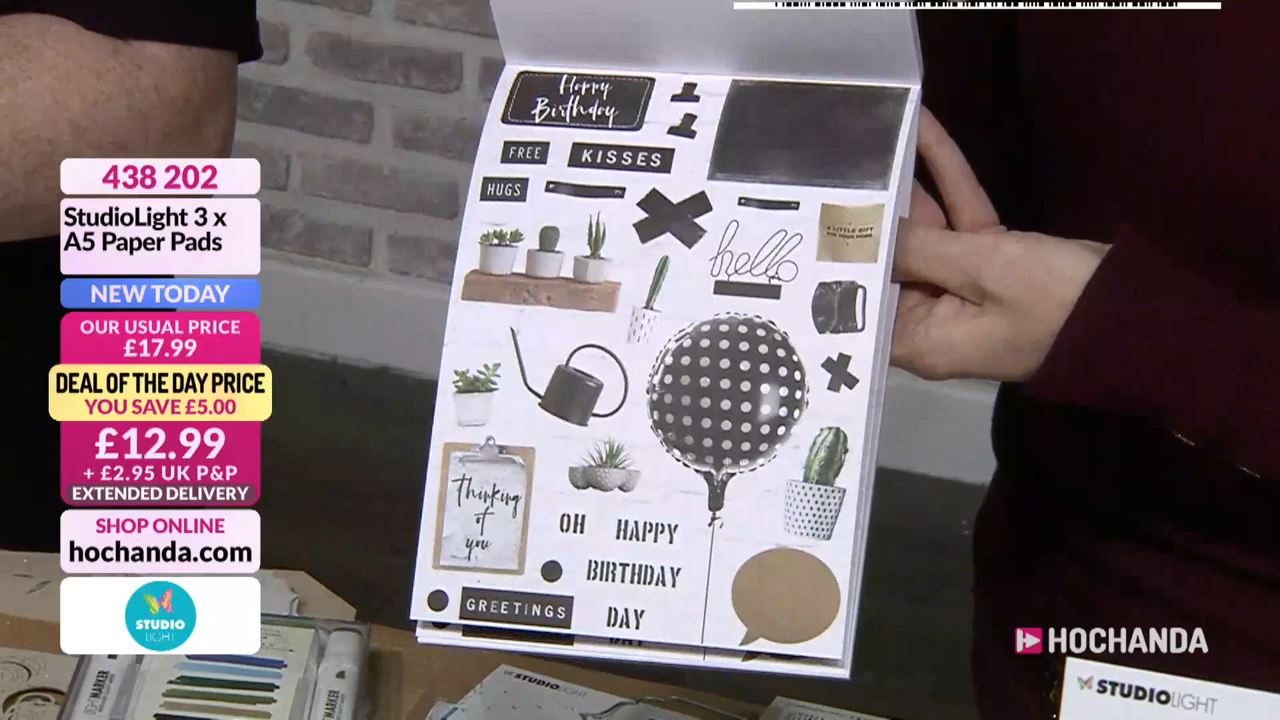 438 202
StudioLight 3 x
A5 Paper Pads
NEW TODAY
OUR USUAL PRICE
£17.99
DEAL OF THE DAY PRICE
YOU SAVE £5.00
£12.99
+ £2.95 UK P&P
EXTENDED DELIVERY
SHOP ONLINE
hochanda.com
STUDIO
LIGHT
Happy
Birthday
FREE
KISSES
HUGS
hello
A LITTLE GIFT
FOR YOUR HOME
thinking
of
you
OH HAPPY
BIRTHDAY
DAY
GREETINGS
DAY
HOCHANDA
STUDIOLIGHT
STUDIOLIGHT
MARKER